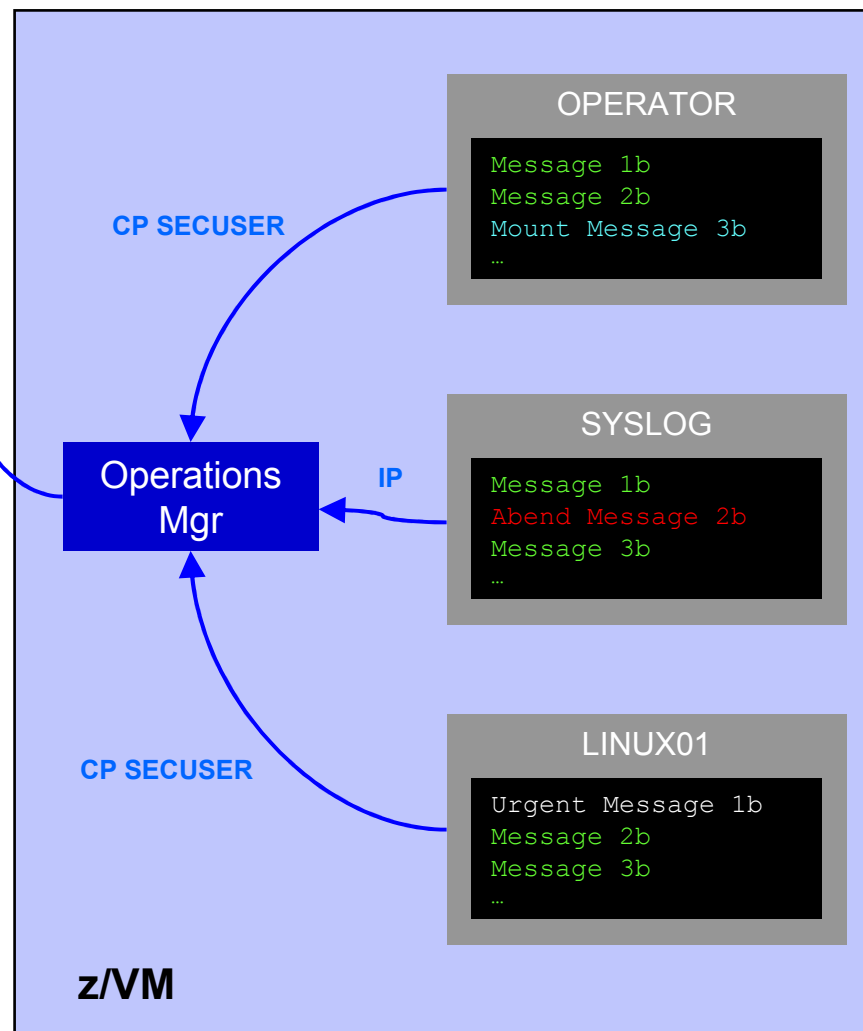 OPERATOR
Message 1b
Message 2b
Mount Message 3b
…
CP SECUSER
SYSLOG
Message 1b
Abend Message 2b
Message 3b
…
Operations
Mgr
IP
LINUX01
Urgent Message 1b
Message 2b
Message 3b
…
CP SECUSER
z/VM